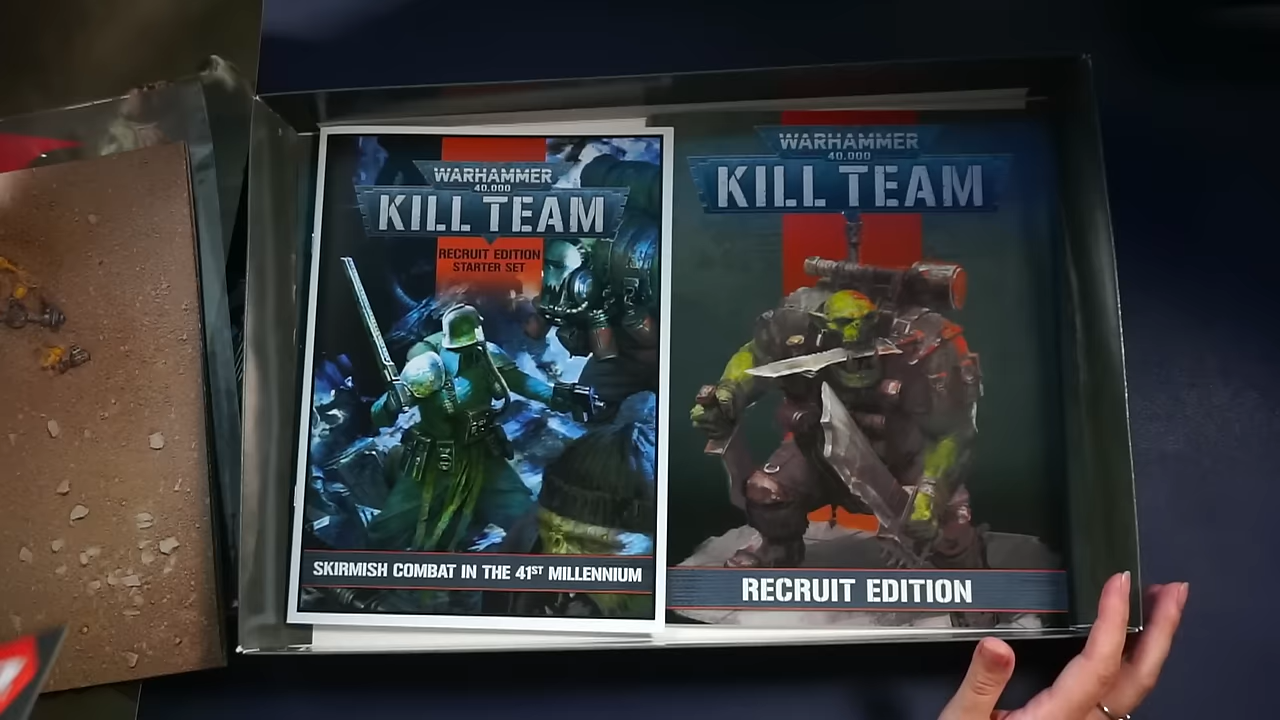 WARHAMMER
40,000
KILL TEAM
RECRUIT EDITION
STARTER SET
SKIRMISH COMBAT IN THE 41ST MILLENNIUM
WARHAMMER
40,000
KILL TEAM
RECRUIT EDITION